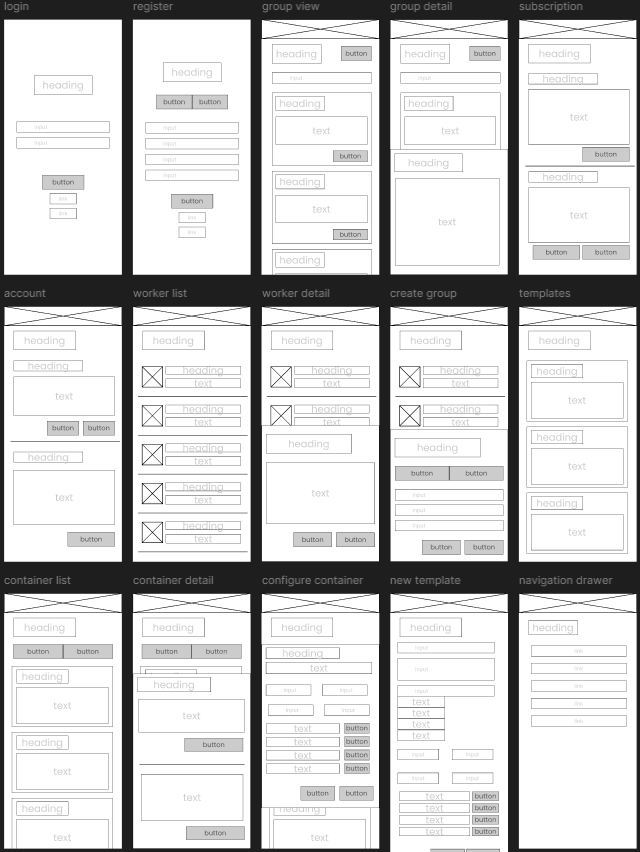 login
heading
input
input
button
link
link
register
heading
button button
input
input
input
input
button
link
link
group view
heading button
input
heading
text
button
heading
text
button
heading
group detail
heading button
input
heading
text
heading
text
subscription
heading
heading
text
button
heading
text
button button
account
heading
heading
text
button button
heading
text
button
worker list
heading
heading
text
heading
text
heading
text
heading
text
heading
text
worker detail
heading
heading
text
heading
text
heading
text
button button
create group
heading
heading
text
heading
text
heading
button button
input
input
input
button button
templates
heading
heading
text
heading
text
heading
text
container list
heading
button button
heading
text
heading
text
heading
text
container detail
heading
button button
heading
text
button
text
button
configure container
heading
heading
text
input input
input input
text button
text button
text button
text button
button button
heading
text
new template
heading
input
input
input
text
text
text
text
input input
input input
text button
text button
text button
text button
navigation drawer
heading
link
link
link
link
link